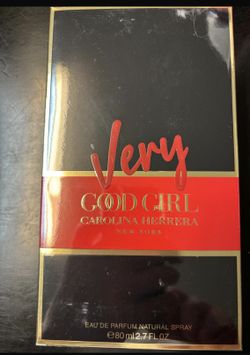 Very
GOOD GIRL
CAROLINA HERRERA
NEW YORK
EAU DE PARFUM NATURAL SPRAY
℮80ml 2.7 FL.OZ